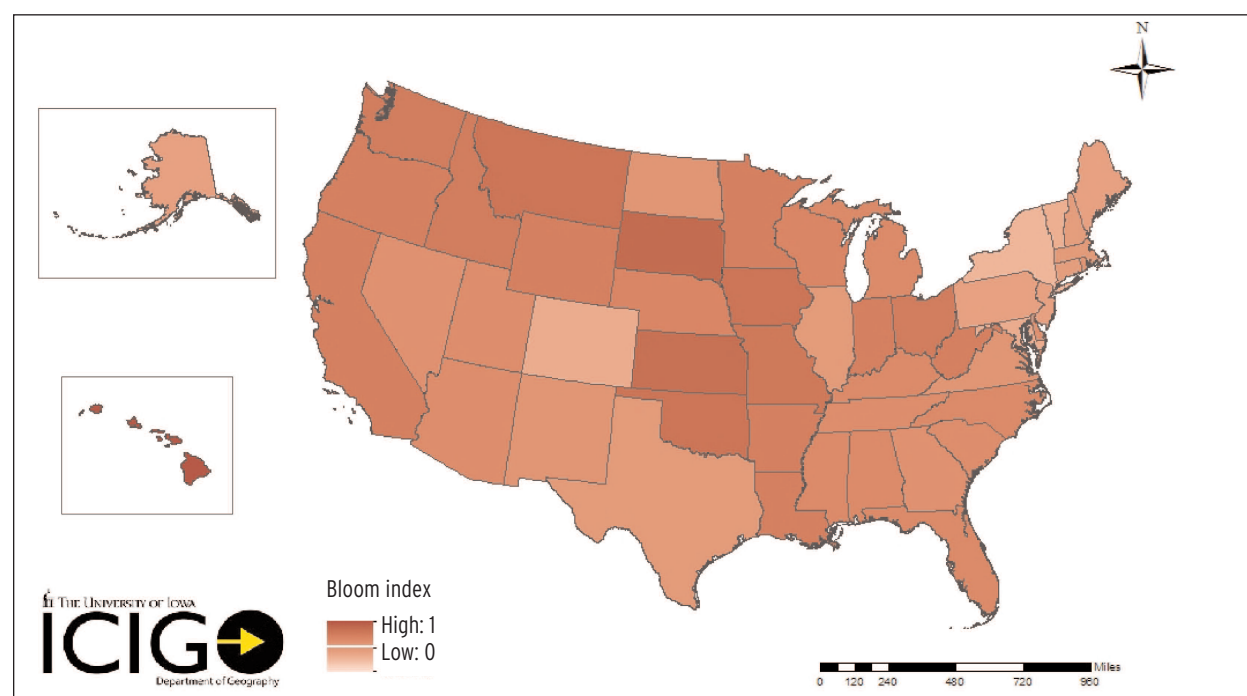 N
THE UNIVERSITY OF IOWA
ICIGO
Department of Geography
Bloom index
High: 1
Low: 0
Miles
0 120 240 480 720 960